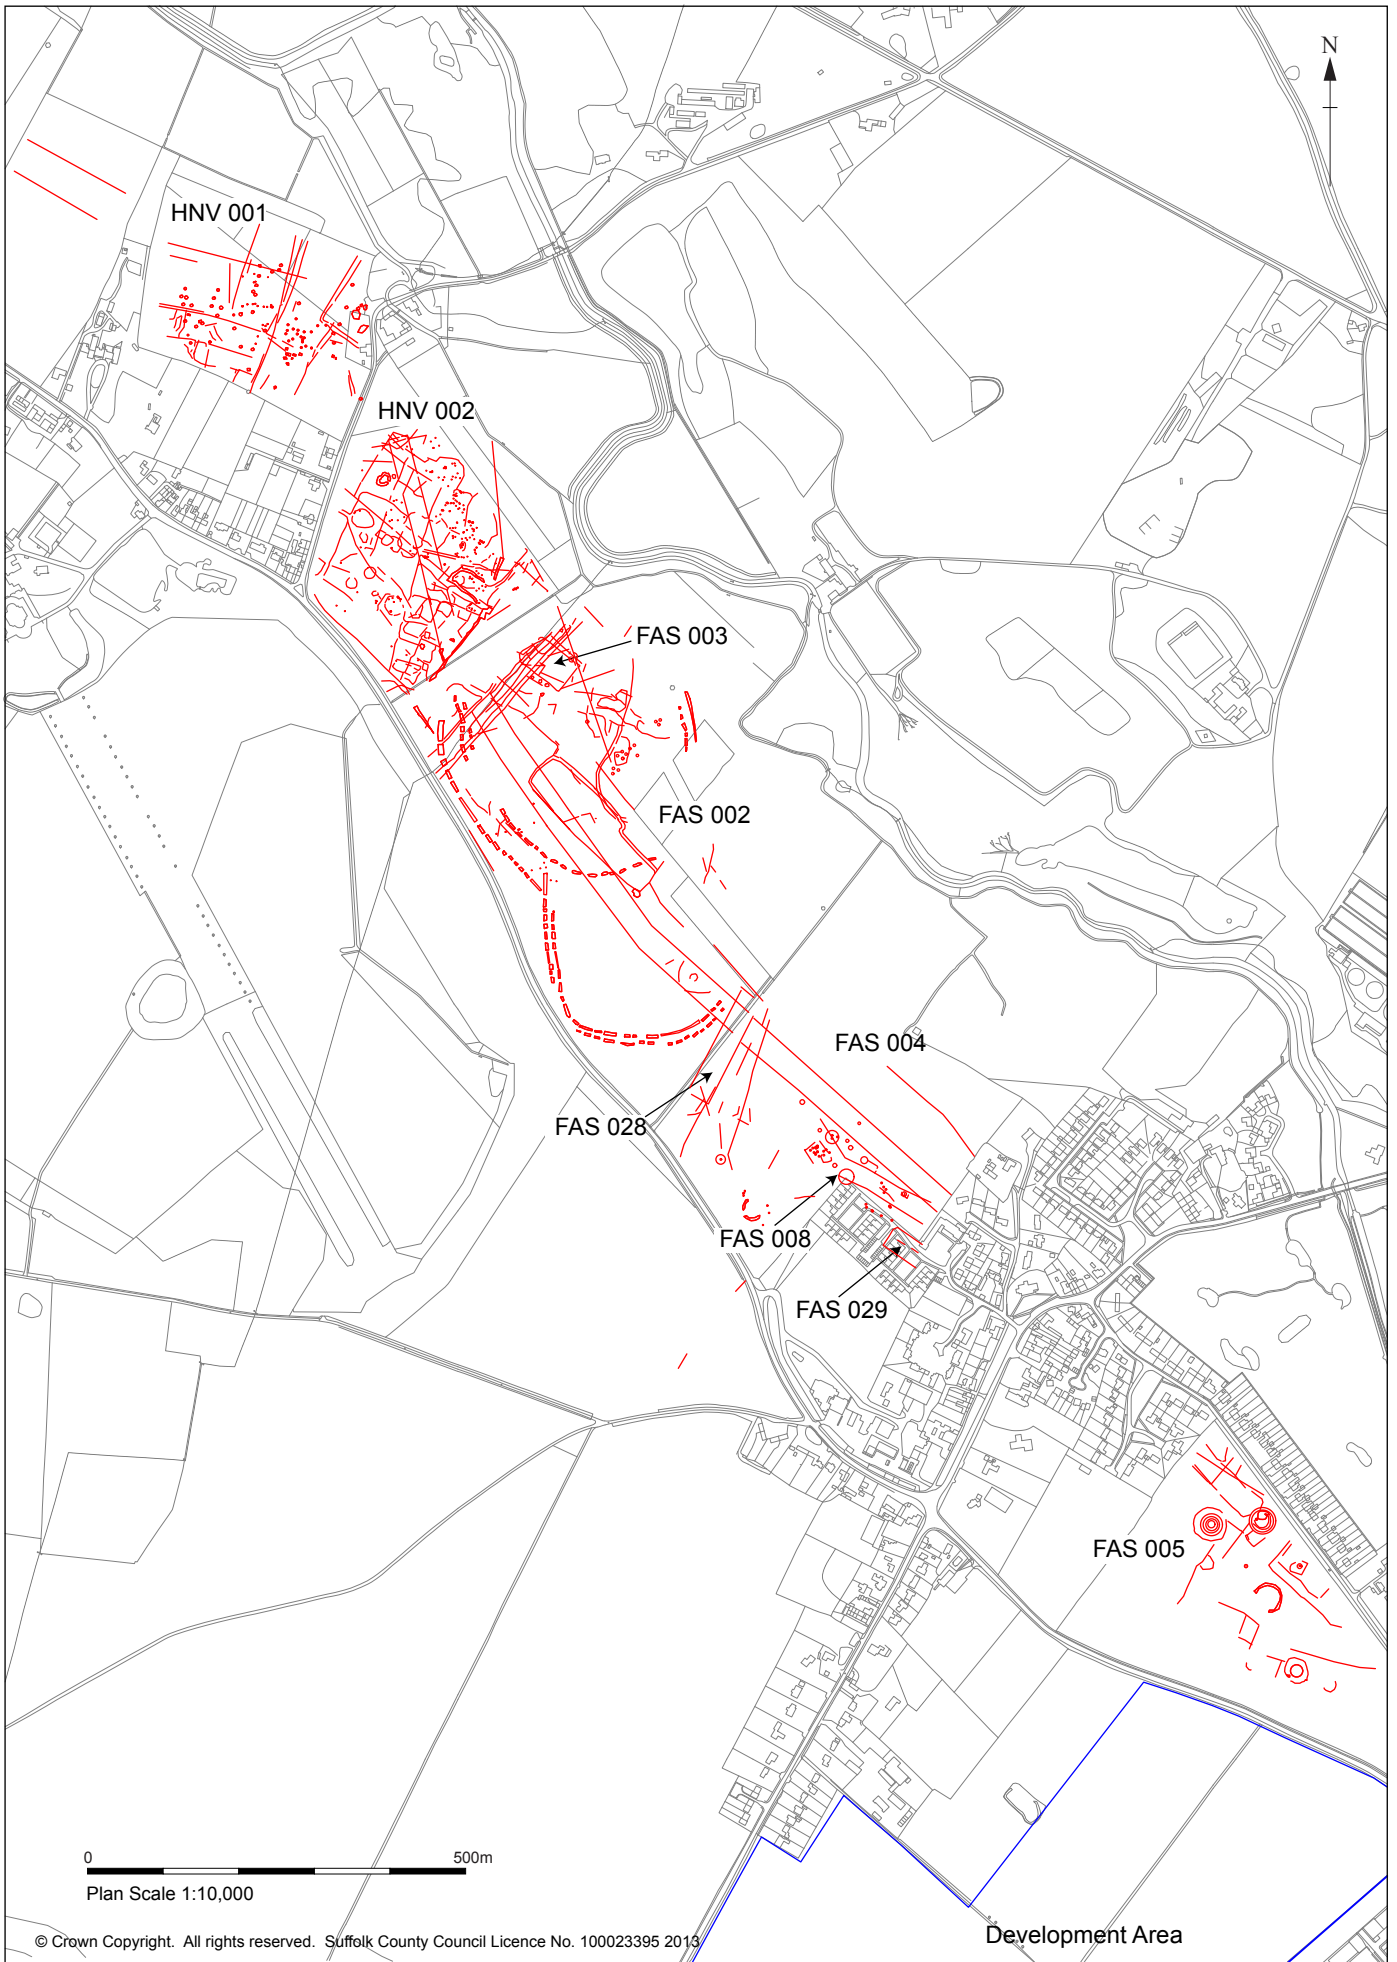 N
HNV 001
HNV 002
FAS 003
FAS 002
FAS 004
FAS 028
FAS 008
FAS 029
FAS 005
0 500m
Plan Scale 1:10,000
Development Area
© Crown Copyright. All rights reserved. Suffolk County Council Licence No. 100023395 2013